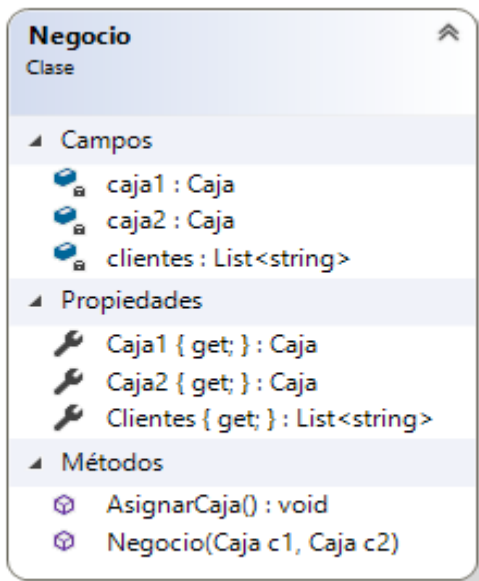 Negocio
Clase
Campos
caja1 : Caja
caja2 : Caja
clientes : List<string>
Propiedades
Caja1 { get; } : Caja
Caja2 { get; } : Caja
Clientes { get; } : List<string>
Métodos
AsignarCaja() : void
Negocio(Caja c1, Caja c2)